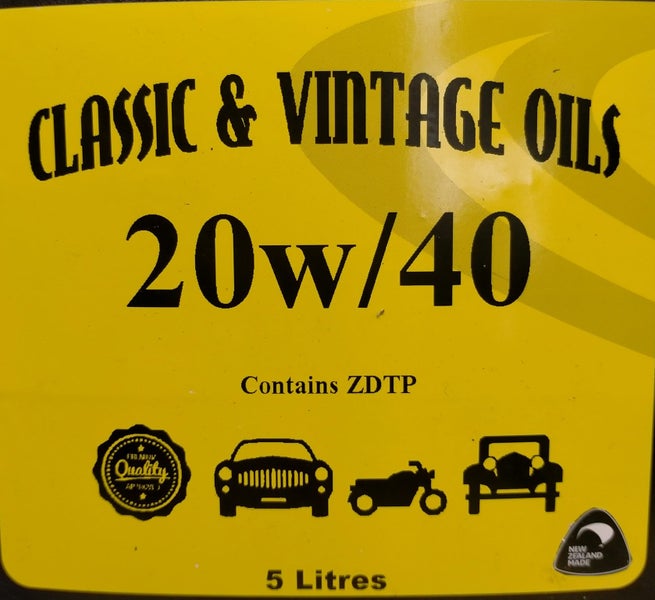 CLASSIC & VINTAGE OILS
20w/40
Contains ZDTP
Quality
NEW
ZEALAND
MADE
5 Litres